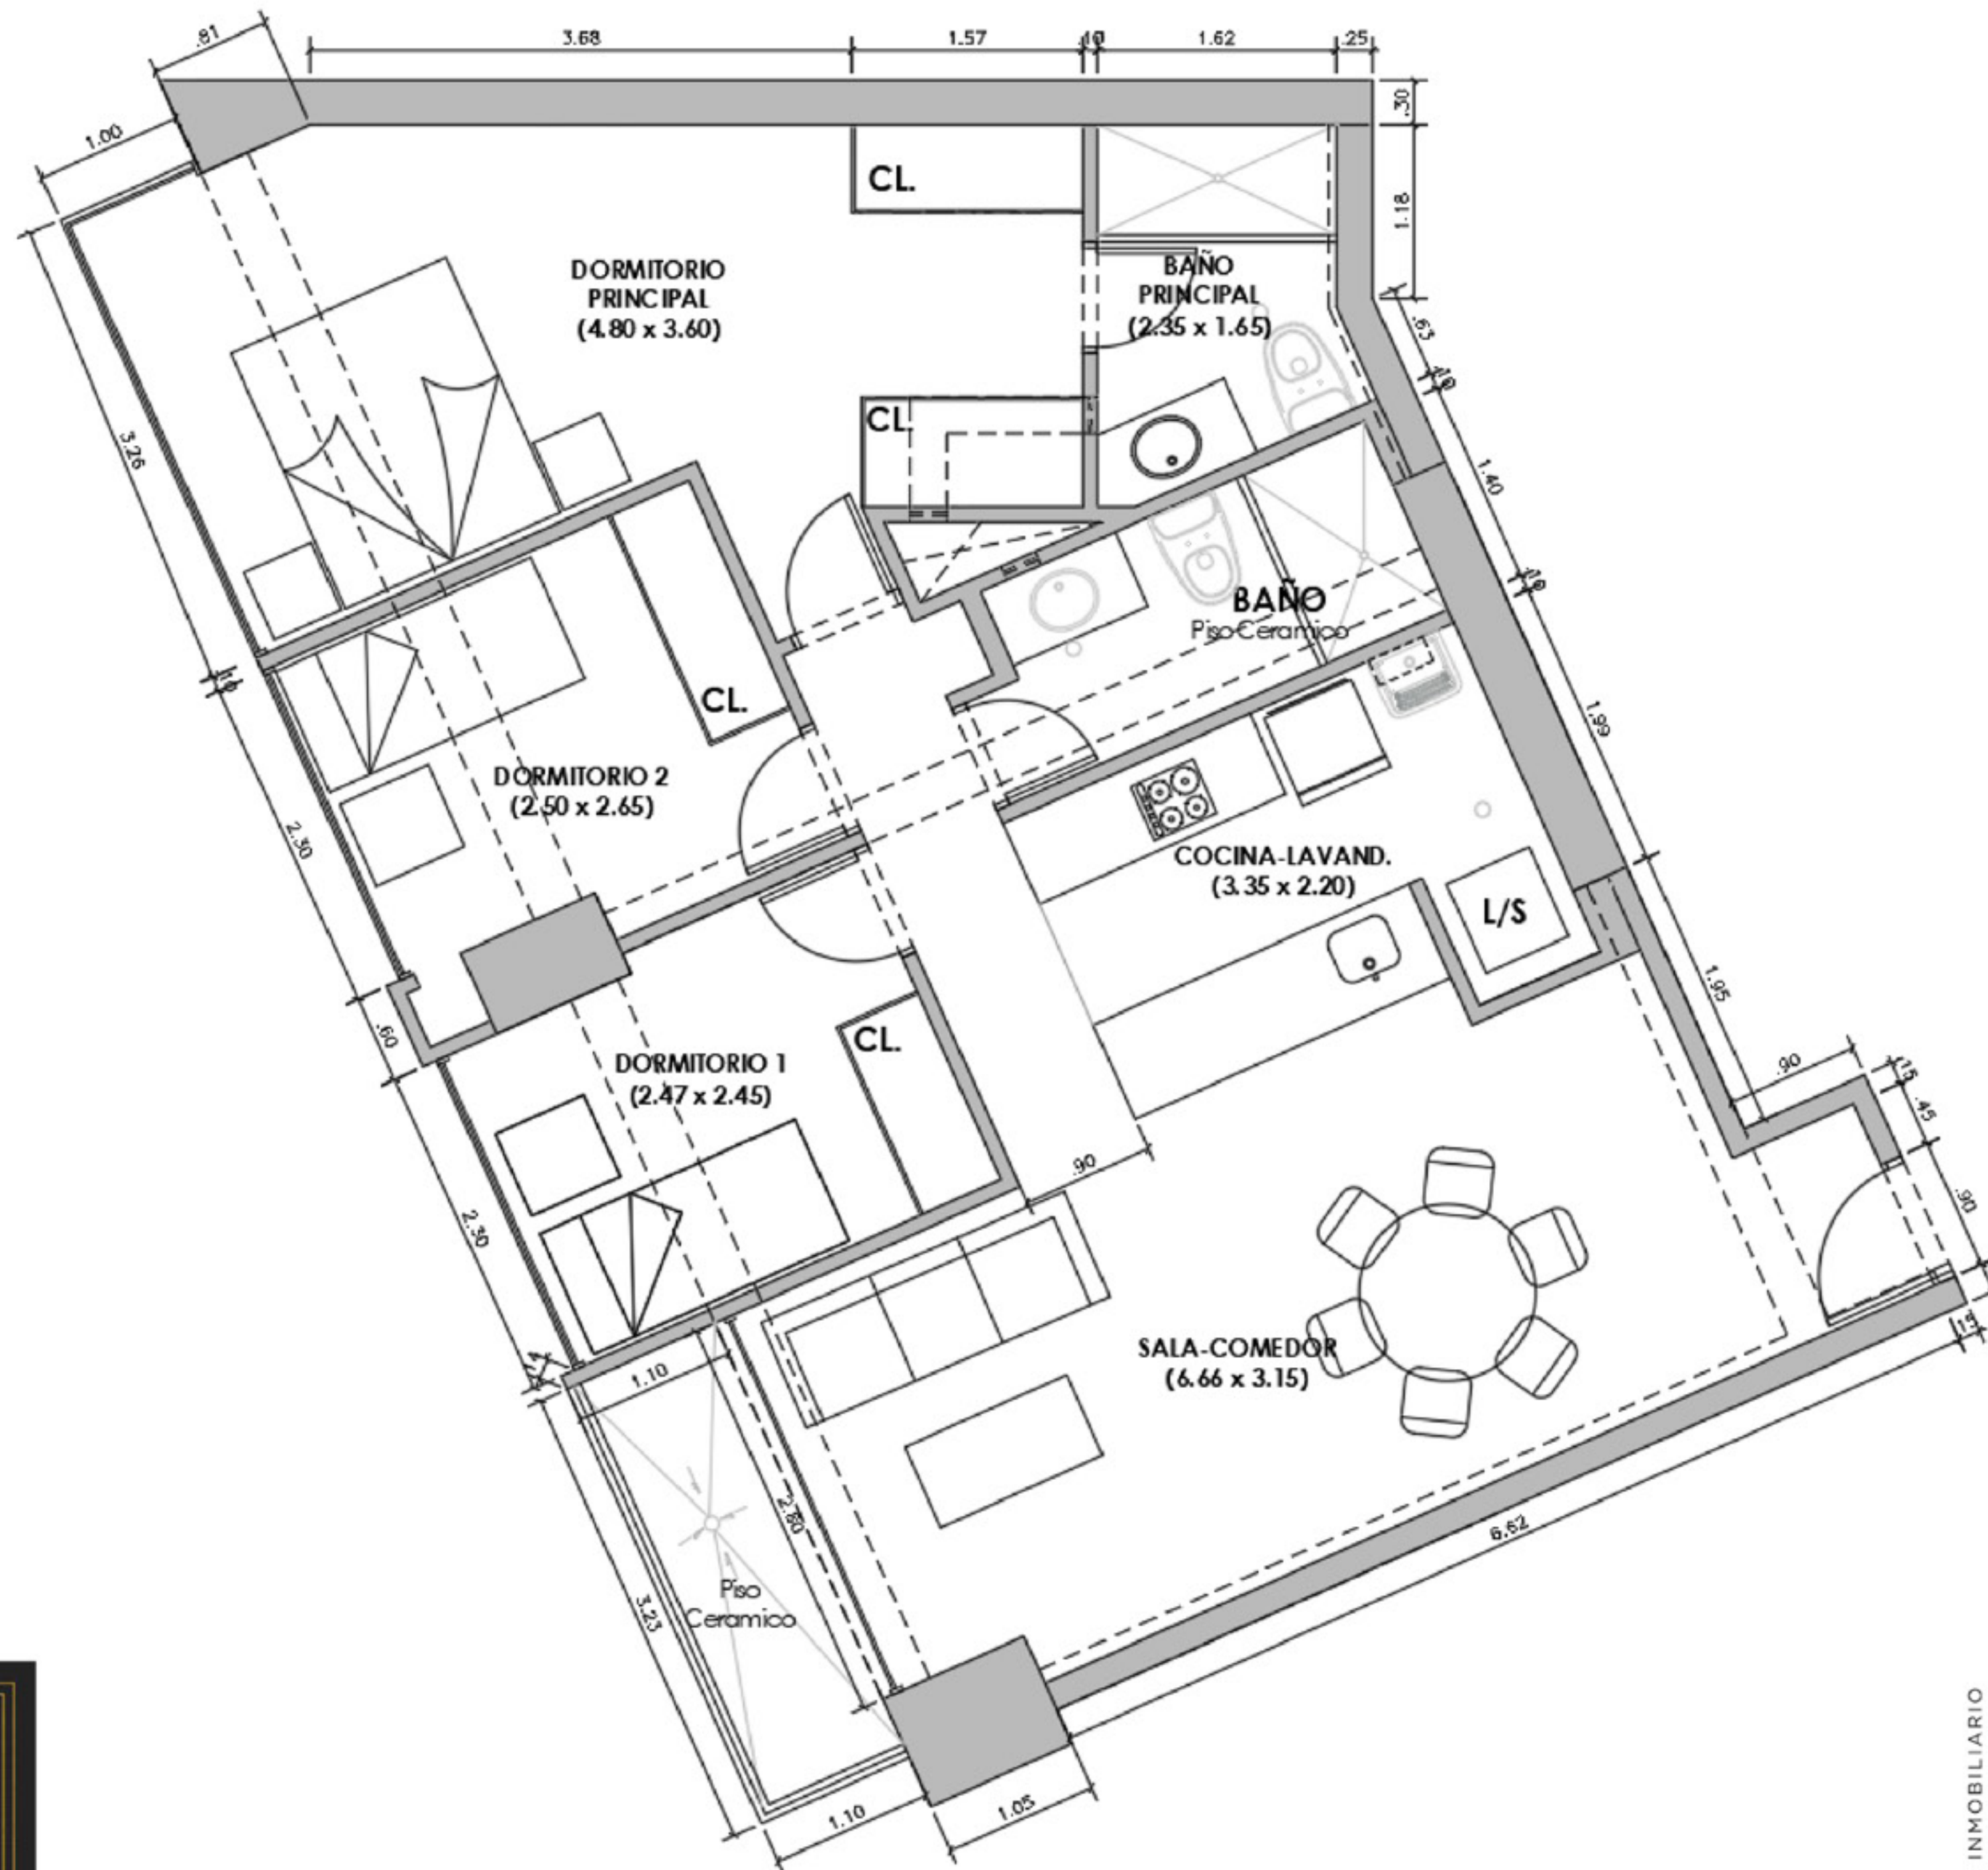 .81
3.68
1.57
.10
1.62
.25
.30
1.00
1.18
CL.
DORMITORIO
PRINCIPAL
(4.80 x 3.60)
BAÑO
PRINCIPAL
(2.35 x 1.65)
.63
.10
CL.
3.26
1.40
.10
BAÑO
Piso Ceramico
CL.
.10
1.99
DORMITORIO 2
(2.50 x 2.65)
2.30
COCINA-LAVAND.
(3.35 x 2.20)
L/S
1.95
.60
CL.
DORMITORIO 1
(2.47 x 2.45)
.90
.15
.45
.90
.90
2.30
SALA-COMEDOR
(6.66 x 3.15)
.15
1.10
2.80
6.62
Piso
Ceramico
3.23
1.10
1.05
INMOBILIARIO